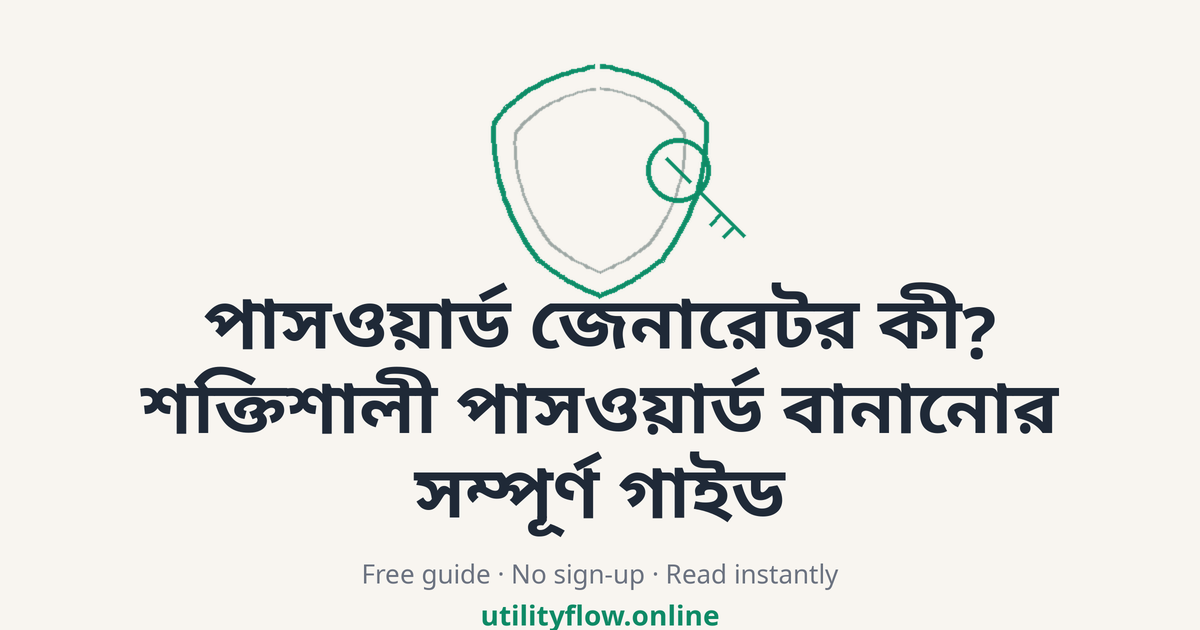 পাসওয়ার্ড জেনারেটর কী?
শক্তিশালী পাসওয়ার্ড বানানোর
সম্পূর্ণ গাইড
Free guide · No sign-up · Read instantly
utilityflow.online